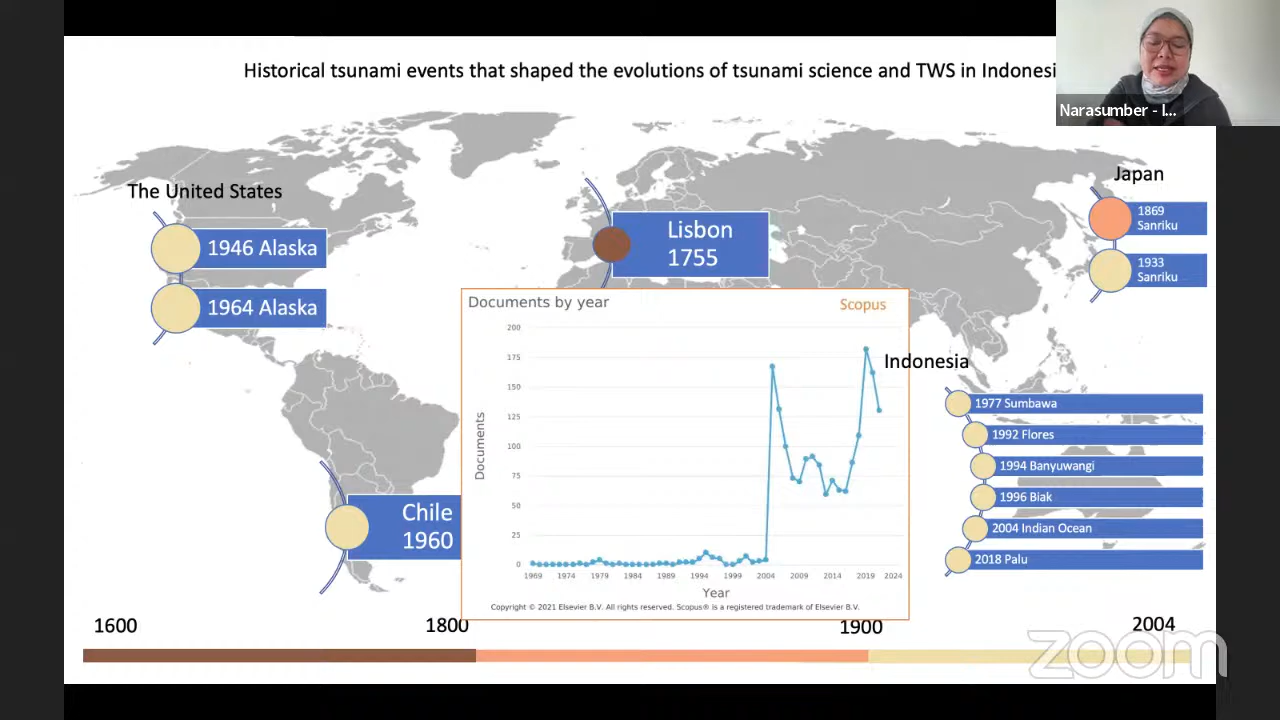 Historical tsunami events that shaped the evolutions of tsunami science and TWS in Indonesi
Narasumber - I...
The United States
1946 Alaska
1964 Alaska
Lisbon
1755
Japan
1869
Sanriku
1933
Sanriku
Chile
1960
Documents by year
Scopus
200
175
150
125
100
75
50
25
0
Documents
1969 1974 1979 1984 1989 1994 1999 2004 2009 2014 2019 2024
Year
Copyright © 2021 Elsevier B.V. All rights reserved. Scopus® is a registered trademark of Elsevier B.V.
Indonesia
1977 Sumbawa
1992 Flores
1994 Banyuwangi
1996 Biak
2004 Indian Ocean
2018 Palu
1600 1800 1900 2004
zoom